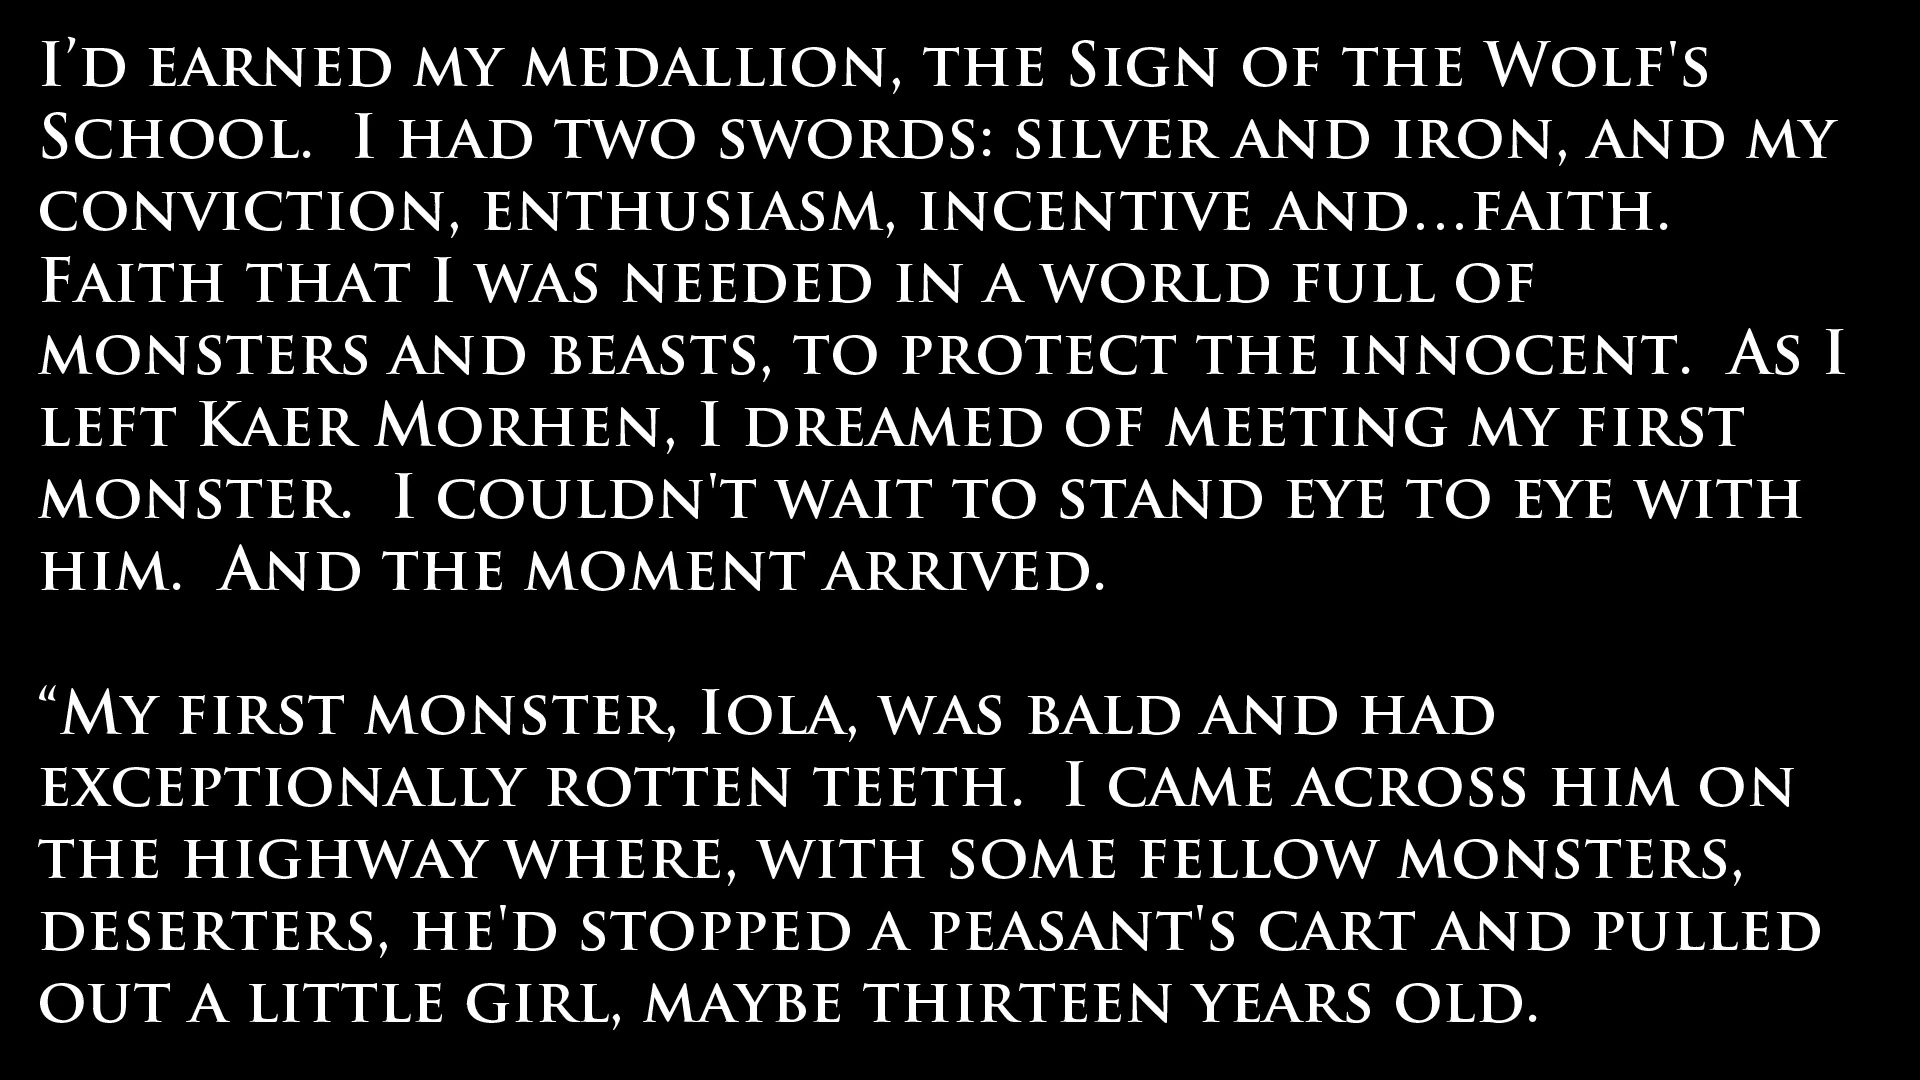 I’d earned my medallion, the Sign of the Wolf's
School.  I had two swords: silver and iron, and my
conviction, enthusiasm, incentive and…faith.
Faith that I was needed in a world full of
monsters and beasts, to protect the innocent.  As I
left Kaer Morhen, I dreamed of meeting my first
monster.  I couldn't wait to stand eye to eye with
him.  And the moment arrived.

“My first monster, Iola, was bald and had
exceptionally rotten teeth.  I came across him on
the highway where, with some fellow monsters,
deserters, he'd stopped a peasant's cart and pulled
out a little girl, maybe thirteen years old.